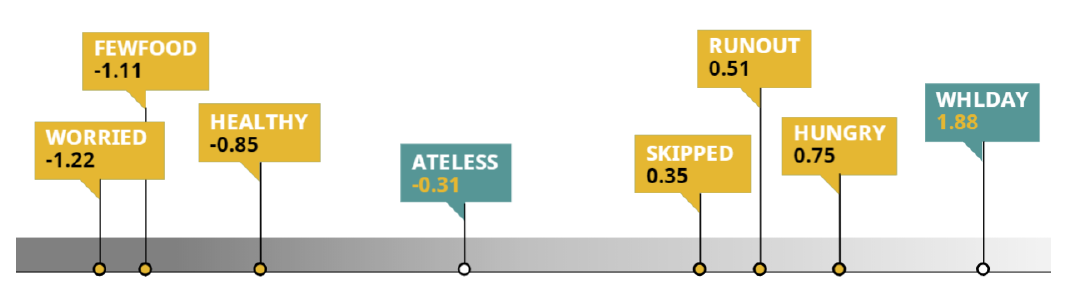 FEWFOOD
-1.11
WORRIED
-1.22
HEALTHY
-0.85
ATELESS
-0.31
SKIPPED
0.35
RUNOUT
0.51
HUNGRY
0.75
WHLDAY
1.88